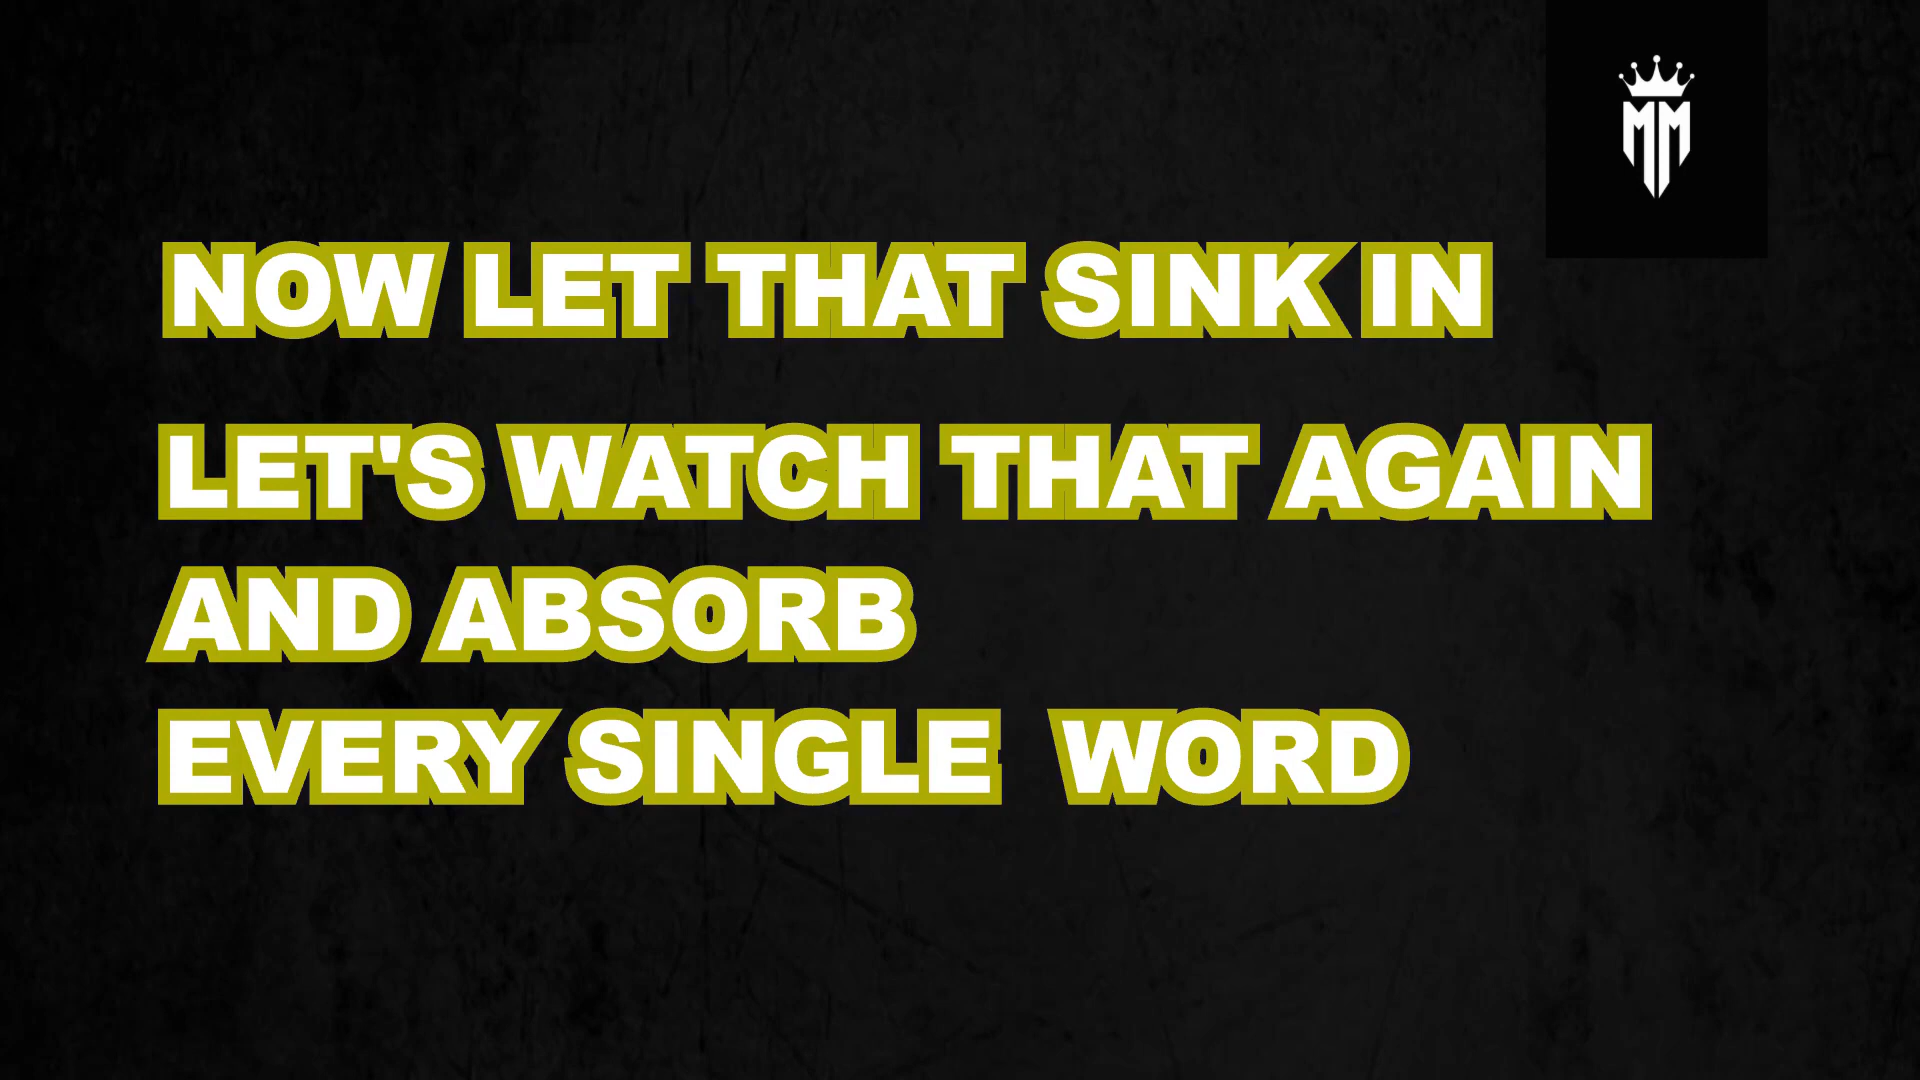 MM
NOW LET THAT SINK IN
LET'S WATCH THAT AGAIN
AND ABSORB
EVERY SINGLE  WORD